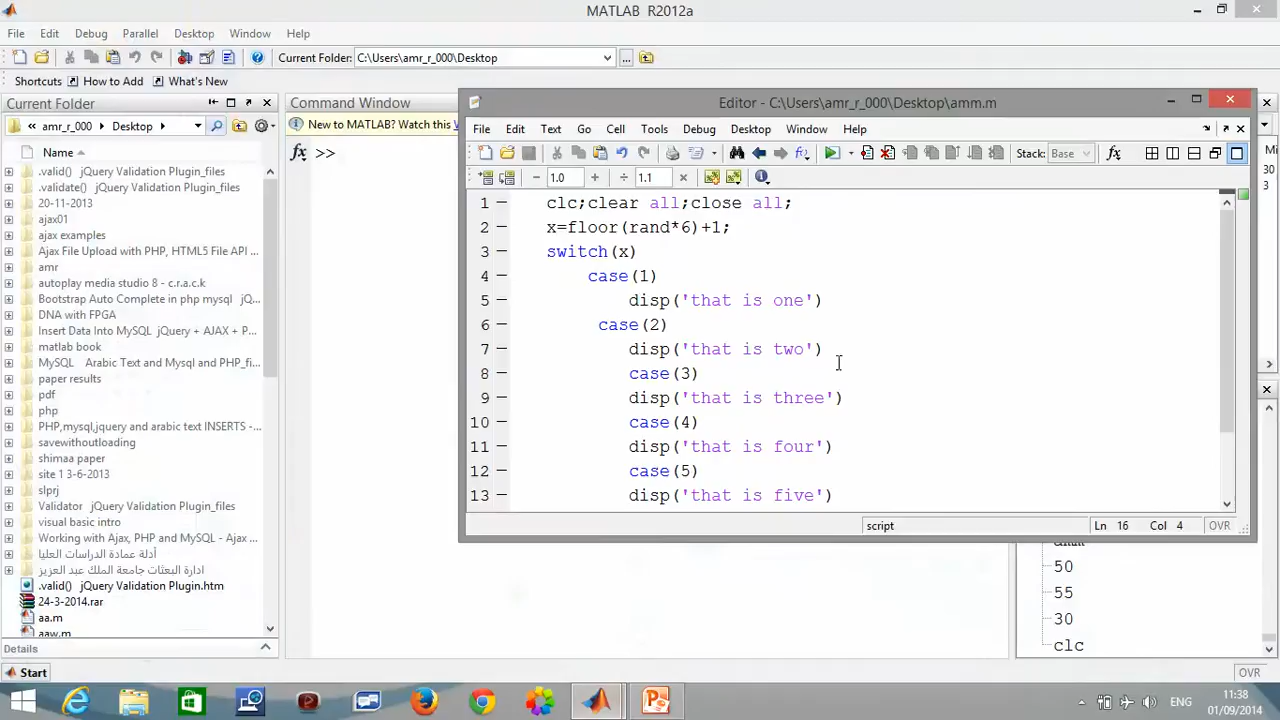 MATLAB R2012a
File Edit Debug Parallel Desktop Window Help
Current Folder: C:\Users\amr_r_000\Desktop
Shortcuts How to Add What's New
Current Folder
« amr_r_000 ▸ Desktop ▸
Name
.valid() jQuery Validation Plugin_files
.validate() jQuery Validation Plugin_files
20-11-2013
ajax01
ajax examples
Ajax File Upload with PHP, HTML5 File API ...
amr
autoplay media studio 8 - c.r.a.c.k
Bootstrap Auto Complete in php mysql jQ...
DNA with FPGA
Insert Data Into MySQL jQuery + AJAX + P...
matlab book
MySQL Arabic Text and Mysql and PHP_fi...
paper results
pdf
php
PHP,mysql,jquery and arabic text INSERTS -...
savewithoutloading
shimaa paper
site 1 3-6-2013
slprj
Validator jQuery Validation Plugin_files
visual basic intro
Working with Ajax, PHP and MySQL - Ajax ...
أدلة عمادة الدراسات العليا
ادارة البعثات جامعة الملك عبد العزيز
.valid() jQuery Validation Plugin.htm
24-3-2014.rar
aa.m
aaw.m
Details
Command Window
New to MATLAB? Watch this V
fx >>
Editor - C:\Users\amr_r_000\Desktop\amm.m
File Edit Text Go Cell Tools Debug Desktop Window Help
Stack: Base fx
− 1.0 + ÷ 1.1 ×
1 − clc;clear all;close all;
2 − x=floor(rand*6)+1;
3 − switch(x)
4 − case(1)
5 − disp('that is one')
6 − case(2)
7 − disp('that is two')
8 − case(3)
9 − disp('that is three')
10 − case(4)
11 − disp('that is four')
12 − case(5)
13 − disp('that is five')
script Ln 16 Col 4 OVR
Mi
30
3
50
55
30
clc
Start
OVR
ENG
11:38
01/09/2014